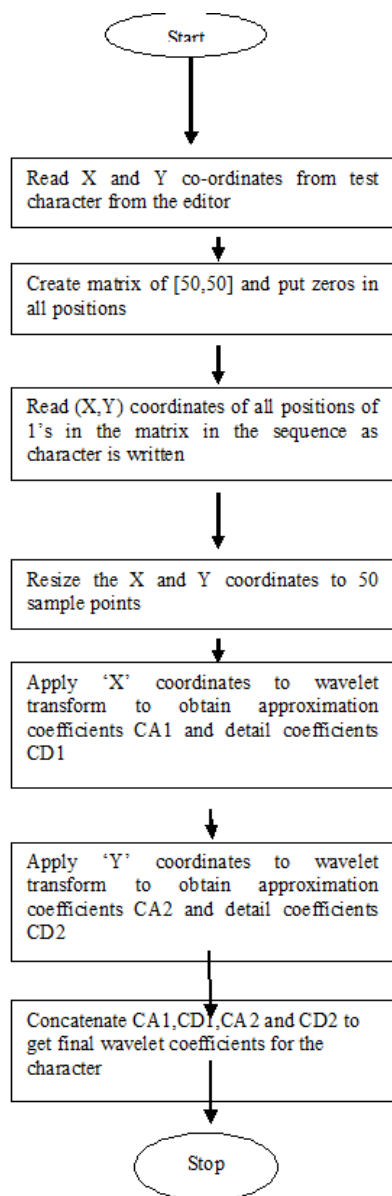 Start
Read X and Y co-ordinates from test
character from the editor
Create matrix of [50,50] and put zeros in
all positions
Read (X,Y) coordinates of all positions of
1's in the matrix in the sequence as
character is written
Resize the X and Y coordinates to 50
sample points
Apply ‘X’ coordinates to wavelet
transform to obtain approximation
coefficients CA1 and detail coefficients
CD1
Apply ‘Y’ coordinates to wavelet
transform to obtain approximation
coefficients CA2 and detail coefficients
CD2
Concatenate CA1,CD1,CA2 and CD2 to
get final wavelet coefficients for the
character
Stop